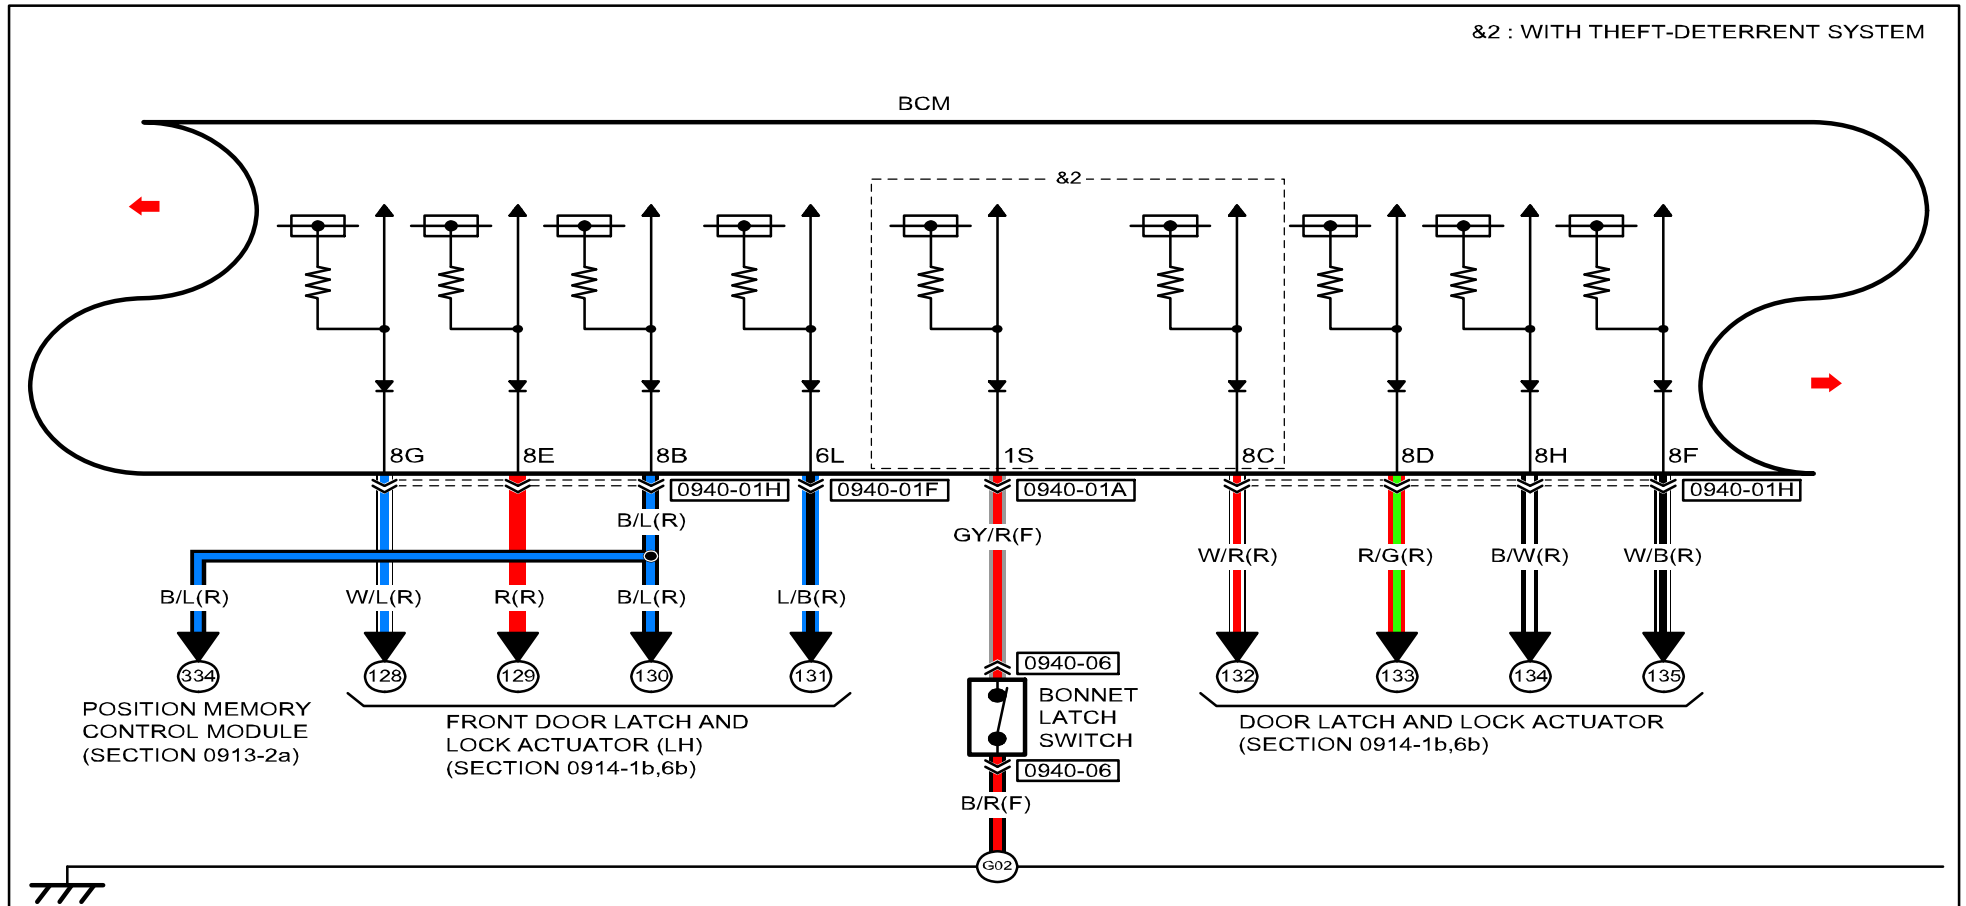 &2 : WITH THEFT-DETERRENT SYSTEM
BCM
&2
8G 8E 8B 6L 1S 8C 8D 8H 8F
0940-01H 0940-01F 0940-01A 0940-01H
B/L(R)
GY/R(F)
W/R(R) R/G(R) B/W(R) W/B(R)
B/L(R) W/L(R) R(R) B/L(R) L/B(R)
0940-06
334 128 129 130 131 132 133 134 135
POSITION MEMORY
CONTROL MODULE
(SECTION 0913-2a)
FRONT DOOR LATCH AND
LOCK ACTUATOR (LH)
(SECTION 0914-1b,6b)
BONNET
LATCH
SWITCH
DOOR LATCH AND LOCK ACTUATOR
(SECTION 0914-1b,6b)
0940-06
B/R(F)
G02